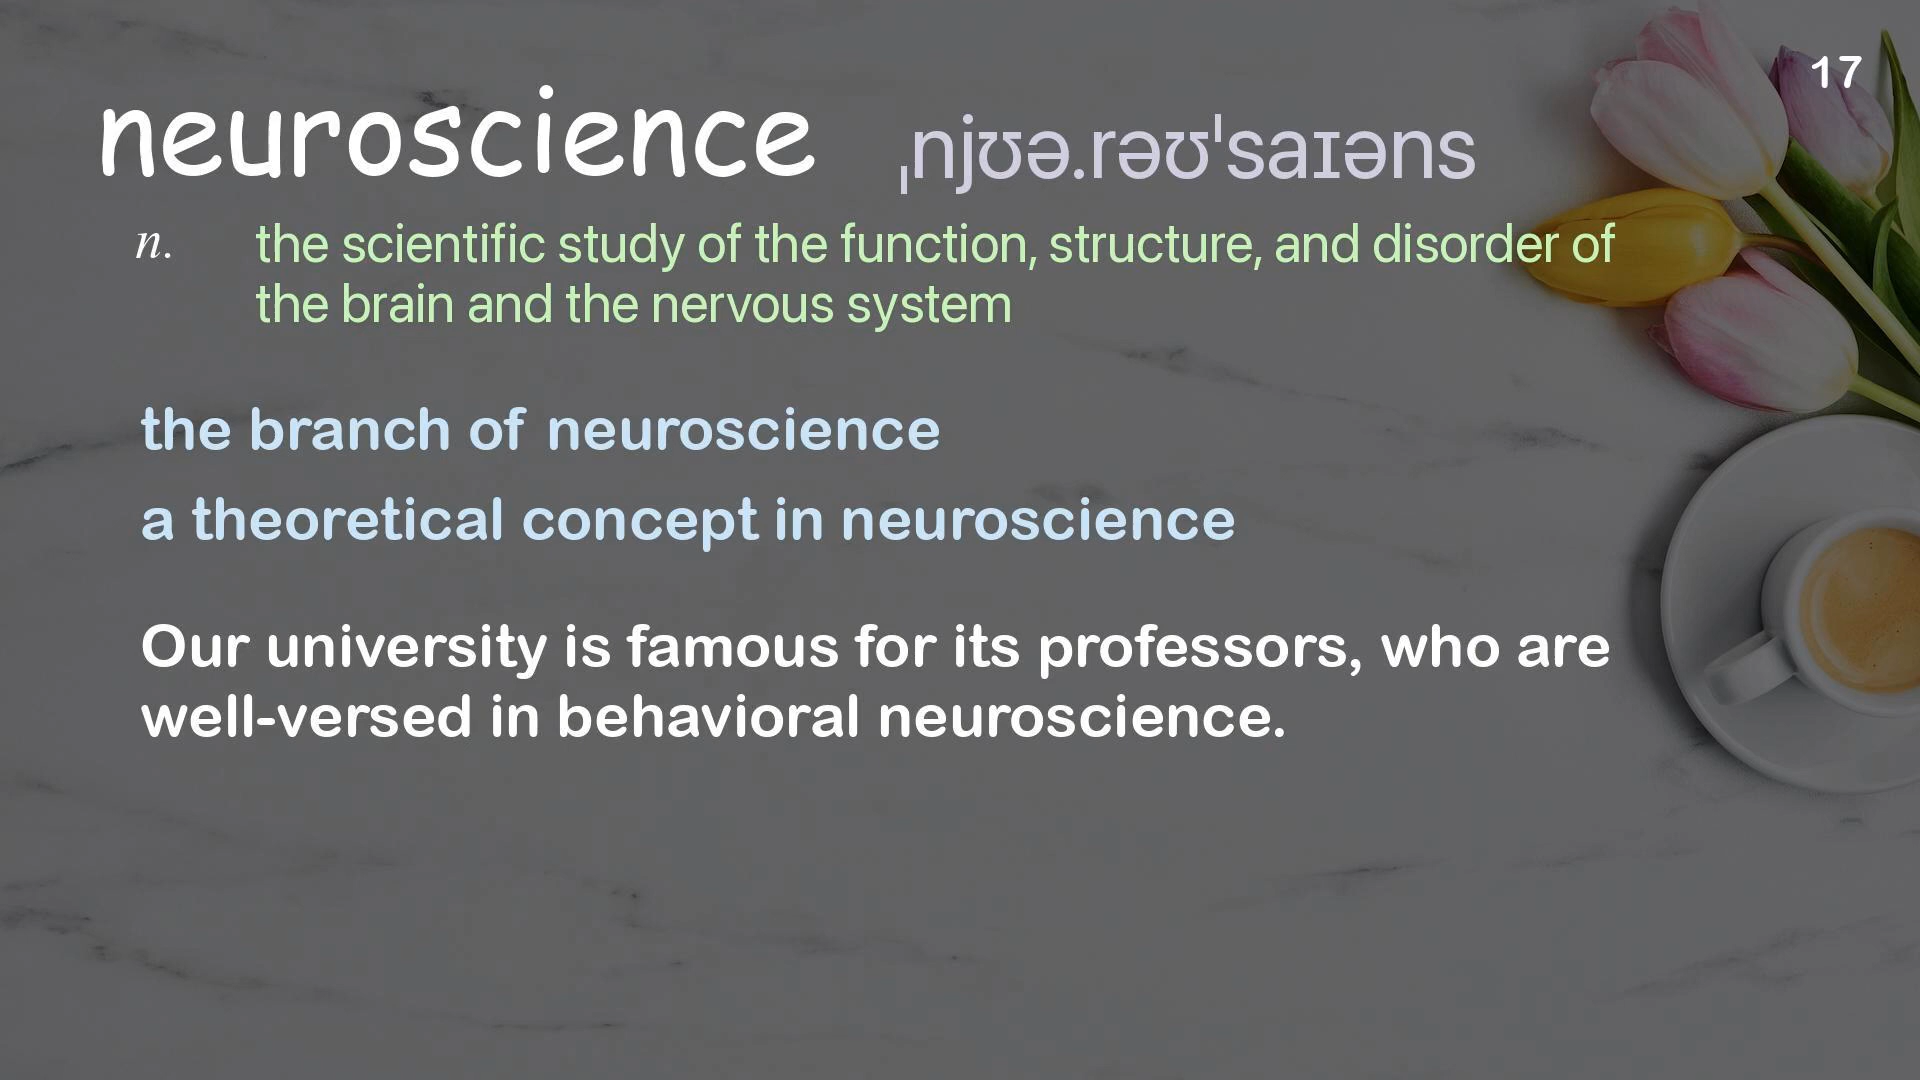 17
neuroscience ˌnjʊə.rəʊˈsaɪəns
n. the scientific study of the function, structure, and disorder of
the brain and the nervous system
the branch of neuroscience
a theoretical concept in neuroscience
Our university is famous for its professors, who are
well-versed in behavioral neuroscience.